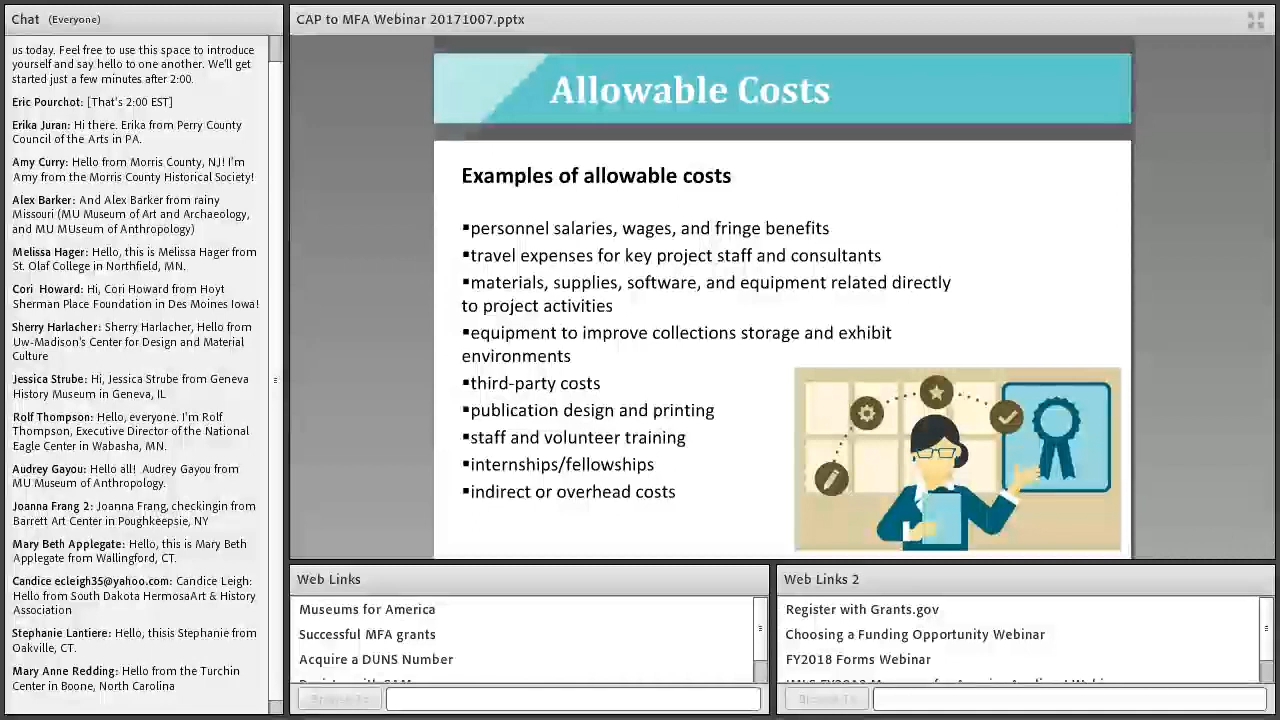 Chat (Everyone)
us today. Feel free to use this space to introduce
yourself and say hello to one another. We'll get
started just a few minutes after 2:00.
Eric Pourchot: [That's 2:00 EST]
Erika Juran: Hi there. Erika from Perry County
Council of the Arts in PA.
Amy Curry: Hello from Morris County, NJ! I'm
Amy from the Morris County Historical Society!
Alex Barker: And Alex Barker from rainy
Missouri (MU Museum of Art and Archaeology,
and MU MUseum of Anthropology)
Melissa Hager: Hello, this is Melissa Hager from
St. Olaf College in Northfield, MN.
Cori Howard: Hi, Cori Howard from Hoyt
Sherman Place Foundation in Des Moines Iowa!
Sherry Harlacher: Sherry Harlacher, Hello from
Uw-Madison's Center for Design and Material
Culture
Jessica Strube: Hi, Jessica Strube from Geneva
History Museum in Geneva, IL
Rolf Thompson: Hello, everyone. I'm Rolf
Thompson, Executive Director of the National
Eagle Center in Wabasha, MN.
Audrey Gayou: Hello all! Audrey Gayou from
MU Museum of Anthropology.
Joanna Frang 2: Joanna Frang, checkingin from
Barrett Art Center in Poughkeepsie, NY
Mary Beth Applegate: Hello, this is Mary Beth
Applegate from Wallingford, CT.
Candice ecleigh35@yahoo.com: Candice Leigh:
Hello from South Dakota HermosaArt & History
Association
Stephanie Lantiere: Hello, thisis Stephanie from
Oakville, CT.
Mary Anne Redding: Hello from the Turchin
Center in Boone, North Carolina
CAP to MFA Webinar 20171007.pptx
Allowable Costs
Examples of allowable costs
▪personnel salaries, wages, and fringe benefits
▪travel expenses for key project staff and consultants
▪materials, supplies, software, and equipment related directly
to project activities
▪equipment to improve collections storage and exhibit
environments
▪third-party costs
▪publication design and printing
▪staff and volunteer training
▪internships/fellowships
▪indirect or overhead costs
Web Links
Museums for America
Successful MFA grants
Acquire a DUNS Number
Web Links 2
Register with Grants.gov
Choosing a Funding Opportunity Webinar
FY2018 Forms Webinar
Browse To
Browse To